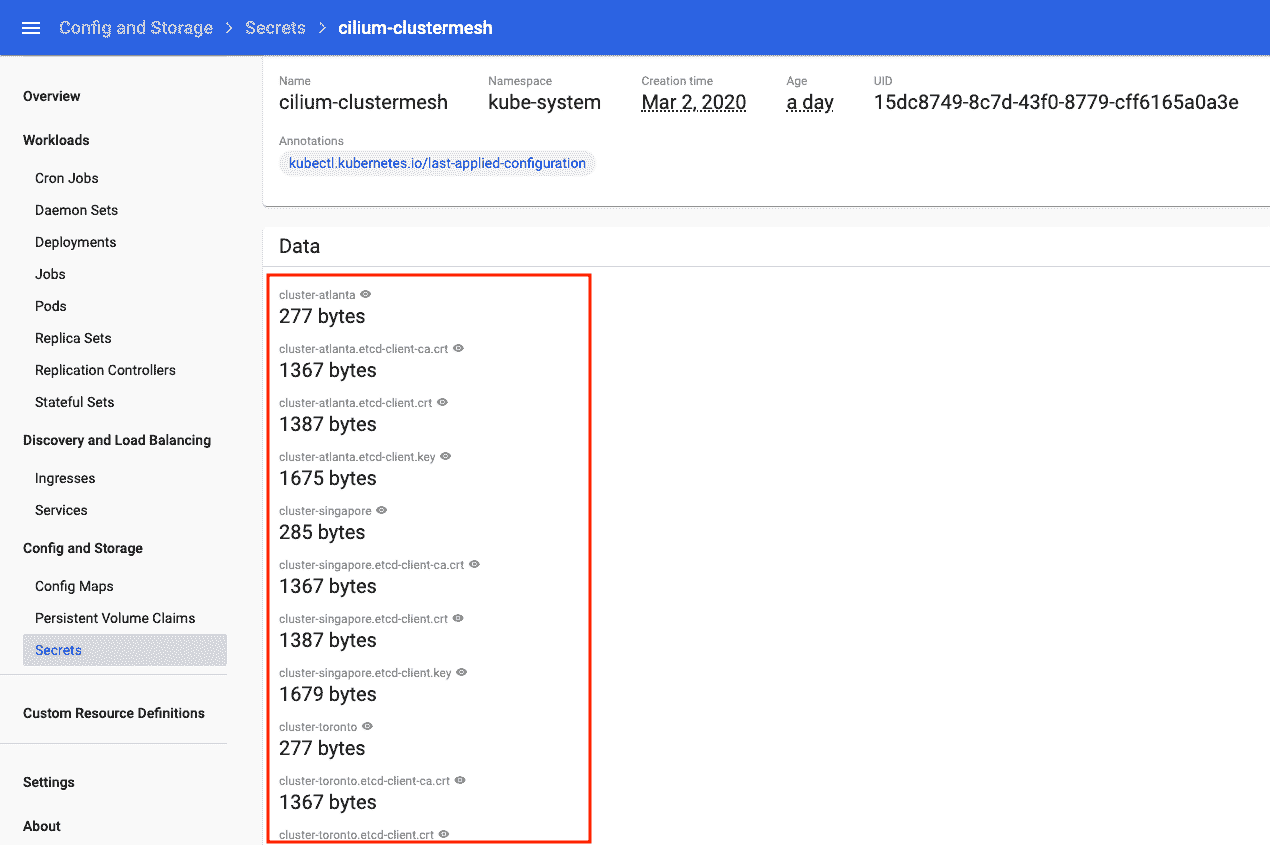 Config and Storage > Secrets > cilium-clustermesh
Overview
Workloads
Cron Jobs
Daemon Sets
Deployments
Jobs
Pods
Replica Sets
Replication Controllers
Stateful Sets
Discovery and Load Balancing
Ingresses
Services
Config and Storage
Config Maps
Persistent Volume Claims
Secrets
Custom Resource Definitions
Settings
About
Name Namespace Creation time Age UID
cilium-clustermesh kube-system Mar 2, 2020 a day 15dc8749-8c7d-43f0-8779-cff6165a0a3e
Annotations
kubectl.kubernetes.io/last-applied-configuration
Data
cluster-atlanta
277 bytes
cluster-atlanta.etcd-client-ca.crt
1367 bytes
cluster-atlanta.etcd-client.crt
1387 bytes
cluster-atlanta.etcd-client.key
1675 bytes
cluster-singapore
285 bytes
cluster-singapore.etcd-client-ca.crt
1367 bytes
cluster-singapore.etcd-client.crt
1387 bytes
cluster-singapore.etcd-client.key
1679 bytes
cluster-toronto
277 bytes
cluster-toronto.etcd-client-ca.crt
1367 bytes
cluster-toronto.etcd-client.crt